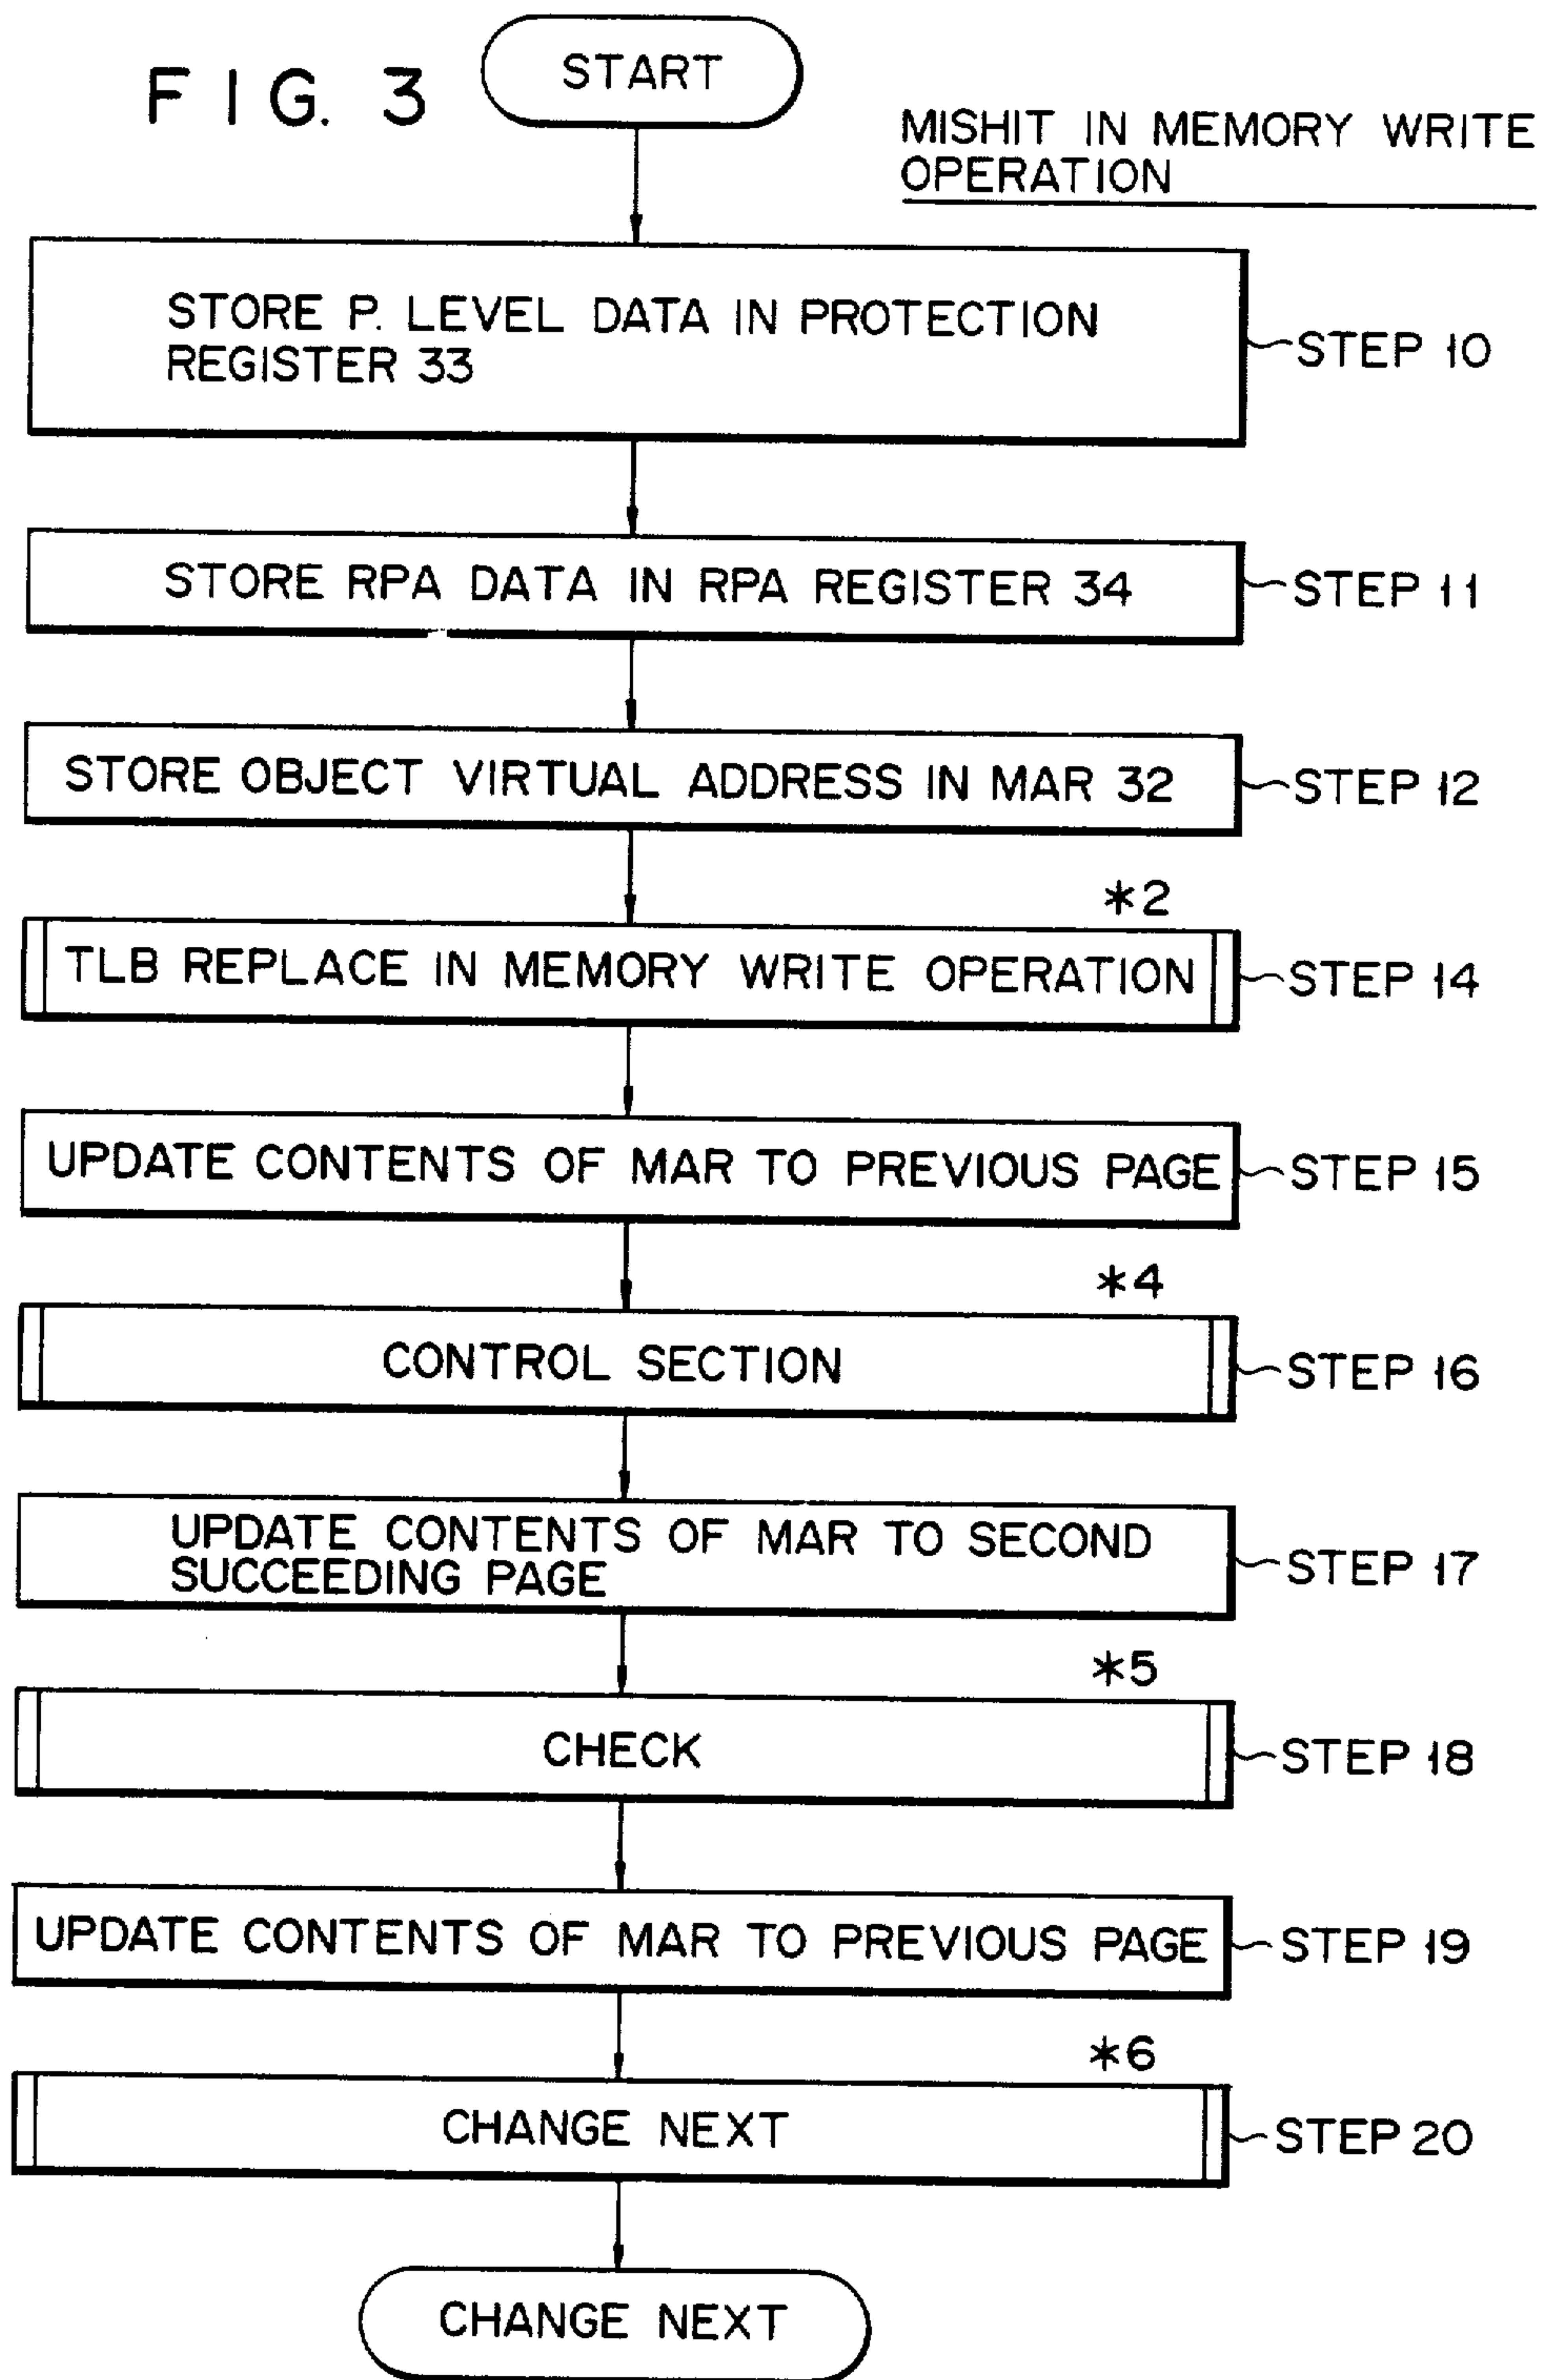 FIG. 3
START
MISHIT IN MEMORY WRITE
OPERATION
STORE P. LEVEL DATA IN PROTECTION
REGISTER 33
STEP 10
STORE RPA DATA IN RPA REGISTER 34
STEP 11
STORE OBJECT VIRTUAL ADDRESS IN MAR 32
STEP 12
*2
TLB REPLACE IN MEMORY WRITE OPERATION
STEP 14
UPDATE CONTENTS OF MAR TO PREVIOUS PAGE
STEP 15
*4
CONTROL SECTION
STEP 16
UPDATE CONTENTS OF MAR TO SECOND
SUCCEEDING PAGE
STEP 17
*5
CHECK
STEP 18
UPDATE CONTENTS OF MAR TO PREVIOUS PAGE
STEP 19
*6
CHANGE NEXT
STEP 20
CHANGE NEXT